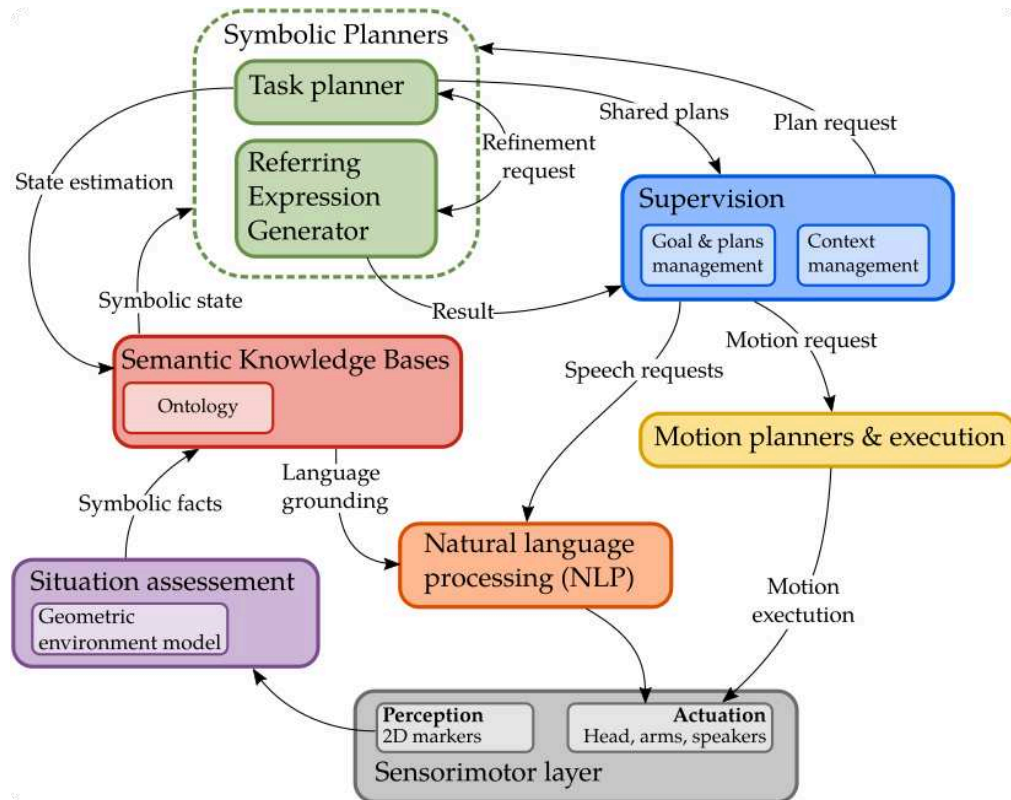 Symbolic Planners
Task planner
Shared plans
Plan request
Refinement
request
State estimation
Referring
Expression
Generator
Supervision
Goal & plans
management
Context
management
Symbolic state
Result
Semantic Knowledge Bases
Ontology
Speech requests
Motion request
Motion planners & execution
Language
grounding
Symbolic facts
Natural language
processing (NLP)
Situation assessement
Geometric
environment model
Motion
exectution
Perception
2D markers
Actuation
Head, arms, speakers
Sensorimotor layer